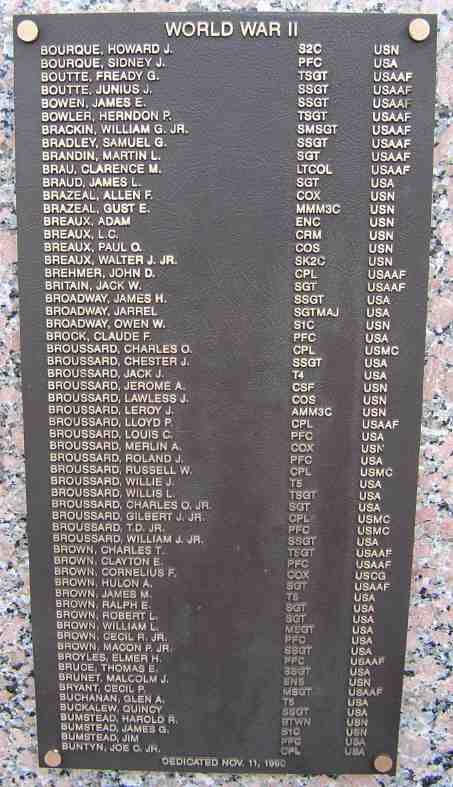 WORLD WAR II
BOURQUE, HOWARD J. S2C USN
BOURQUE, SIDNEY J. PFC USA
BOUTTE, FREADY G. TSGT USAAF
BOUTTE, JUNIUS J. SSGT USAAF
BOWEN, JAMES E. SSGT USAAF
BOWLER, HERNDON P. TSGT USAAF
BRACKIN, WILLIAM G. JR. SMSGT USAAF
BRADLEY, SAMUEL G. SSGT USAAF
BRANDIN, MARTIN L. SGT USAAF
BRAU, CLARENCE M. LTCOL USAAF
BRAUD, JAMES L. SGT USA
BRAZEAL, ALLEN F. COX USN
BRAZEAL, GUST E. MMM3C USN
BREAUX, ADAM ENC USN
BREAUX, L.C. CRM USN
BREAUX, PAUL O. COS USN
BREAUX, WALTER J. JR. SK2C USN
BREHMER, JOHN D. CPL USAAF
BRITAIN, JACK W. SGT USAAF
BROADWAY, JAMES H. SSGT USA
BROADWAY, JARREL SGTMAJ USA
BROADWAY, OWEN W. S1C USN
BROCK, CLAUDE F. PFC USA
BROUSSARD, CHARLES O. CPL USMC
BROUSSARD, CHESTER J. SSGT USA
BROUSSARD, JACK J. T4 USA
BROUSSARD, JEROME A. CSF USN
BROUSSARD, LAWLESS J. COS USN
BROUSSARD, LEROY J. AMM3C USN
BROUSSARD, LLOYD P. CPL USAAF
BROUSSARD, LOUIS C. PFC USA
BROUSSARD, MERLIN A. COX USN
BROUSSARD, ROLAND J. PFC USA
BROUSSARD, RUSSELL W. CPL USMC
BROUSSARD, WILLIE J. T5 USA
BROUSSARD, WILLIS L. TSGT USA
BROUSSARD, CHARLES O. JR. SGT USA
BROUSSARD, GILBERT J. JR. CPL USMC
BROUSSARD, T.D. JR. PFC USMC
BROUSSARD, WILLIAM J. JR. SSGT USA
BROWN, CHARLES T. TSGT USAAF
BROWN, CLAYTON E. PFC USAAF
BROWN, CORNELIUS F. COX USCG
BROWN, HULON A. SGT USAAF
BROWN, JAMES M. T5 USA
BROWN, RALPH E. SGT USA
BROWN, ROBERT L. SGT USA
BROWN, WILLIAM L. MSGT USA
BROWN, CECIL R. JR. PFC USA
BROWN, MACON P. JR. SSGT USA
BROYLES, ELMER H. PFC USAAF
BRUCE, THOMAS E. SSGT USA
BRUNET, MALCOLM J. ENS USN
BRYANT, CECIL P. MSGT USAAF
BUCHANAN, GLEN A. T5 USA
BUCKALEW, QUINCY SSGT USA
BUMSTEAD, HAROLD R. BTWN USN
BUMSTEAD, JAMES G. S1C USN
BUMSTEAD, JIM PFC USA
BUNTYN, JOE C. JR. CPL USA
DEDICATED NOV. 11, 1990